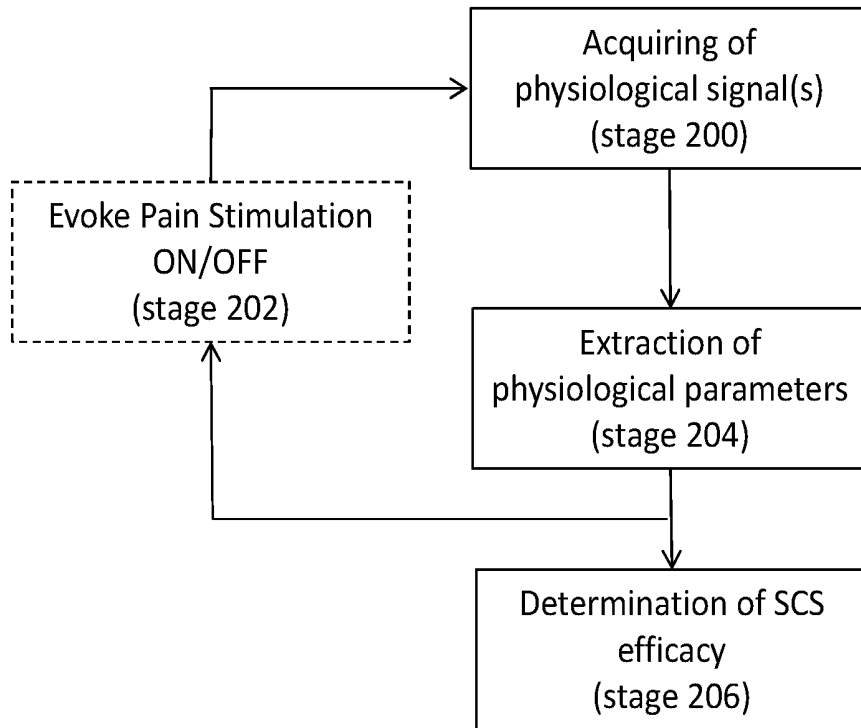 Acquiring of
physiological signal(s)
(stage 200)
Evoke Pain Stimulation
ON/OFF
(stage 202)
Extraction of
physiological parameters
(stage 204)
Determination of SCS
efficacy
(stage 206)